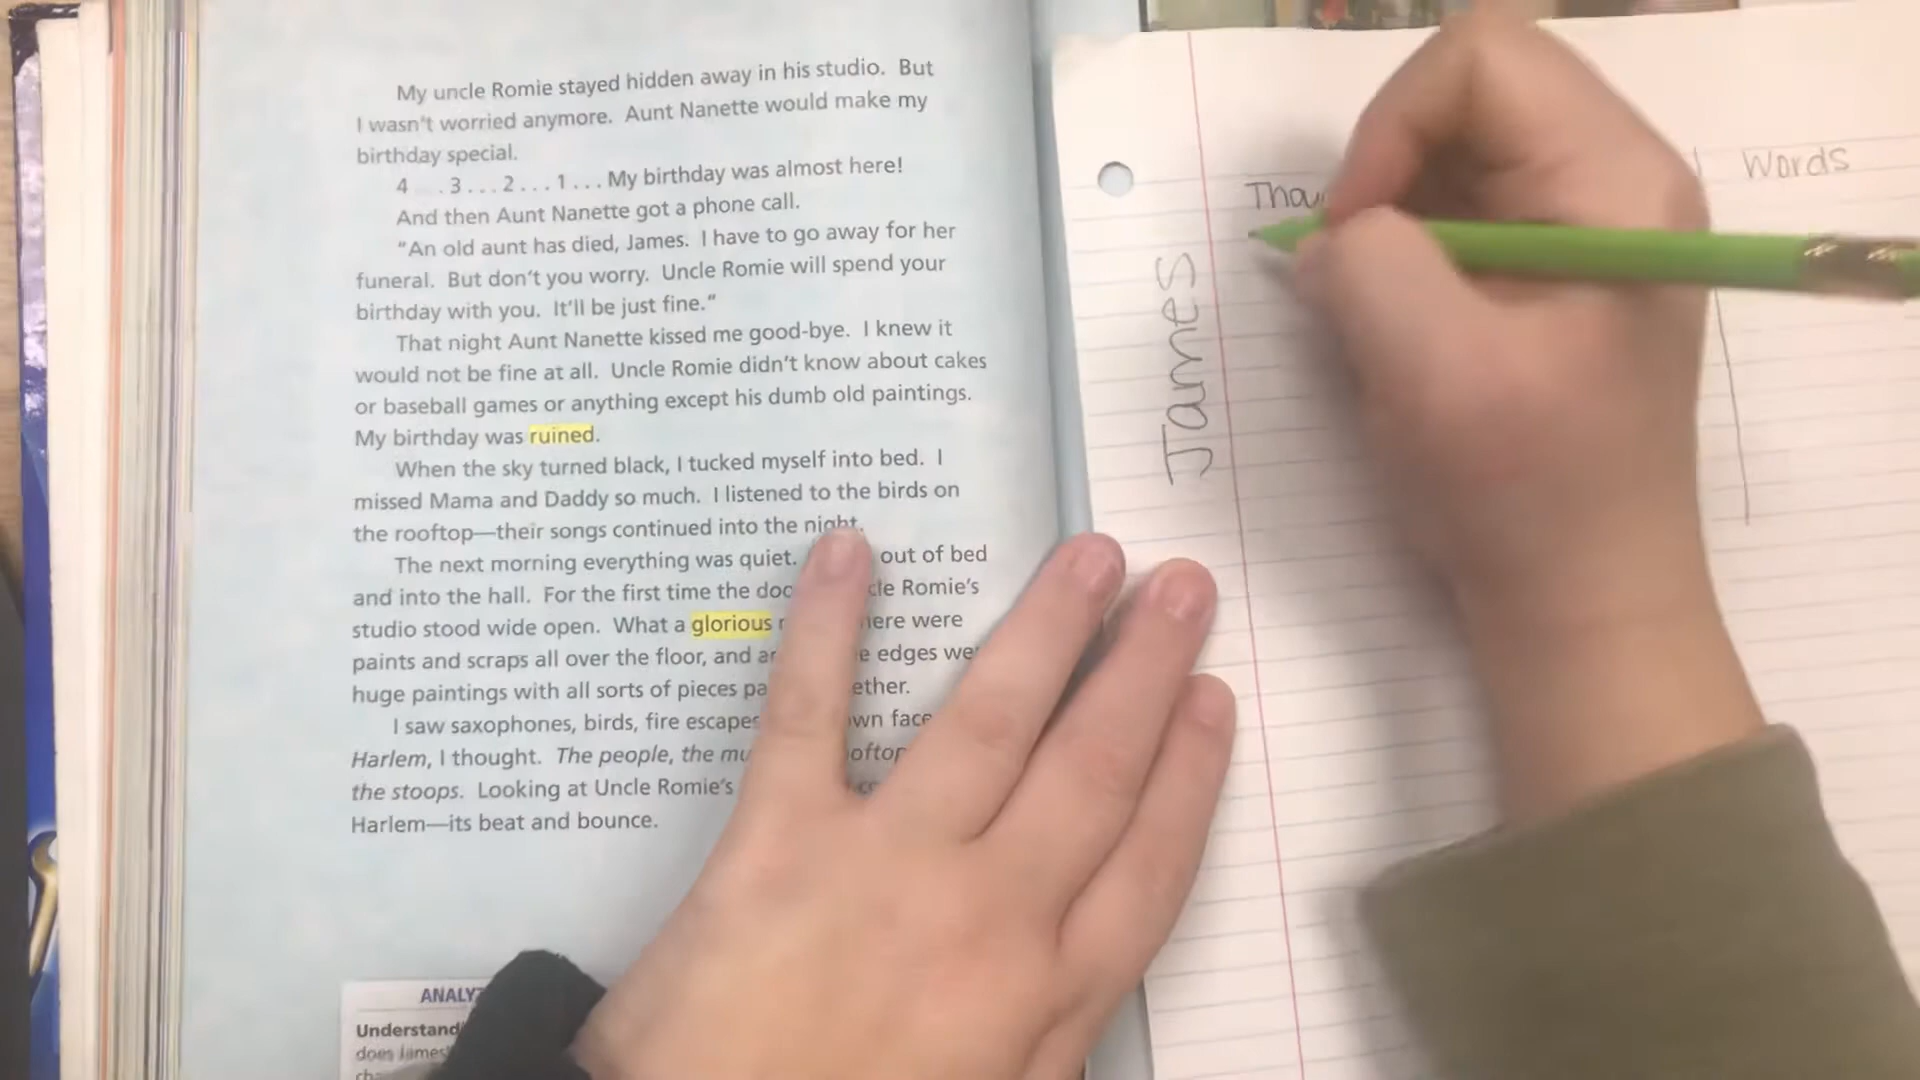 My uncle Romie stayed hidden away in his studio. But
I wasn't worried anymore. Aunt Nanette would make my
birthday special.
4 . . 3 . . . 2 . . . 1 . . . My birthday was almost here!
And then Aunt Nanette got a phone call.
"An old aunt has died, James. I have to go away for her
funeral. But don't you worry. Uncle Romie will spend your
birthday with you. It'll be just fine."
That night Aunt Nanette kissed me good-bye. I knew it
would not be fine at all. Uncle Romie didn't know about cakes
or baseball games or anything except his dumb old paintings.
My birthday was ruined.
When the sky turned black, I tucked myself into bed. I
missed Mama and Daddy so much. I listened to the birds on
the rooftop—their songs continued into the night.
The next morning everything was quiet. out of bed
and into the hall. For the first time the Romie's
studio stood wide open. What a glorious were
paints and scraps all over the floor, and edges
huge paintings with all sorts of pieces
I saw saxophones, birds, fire escapes
Harlem, I thought. The people, the
the stoops. Looking at Uncle Romie's
Harlem—its beat and bounce.
Words
James